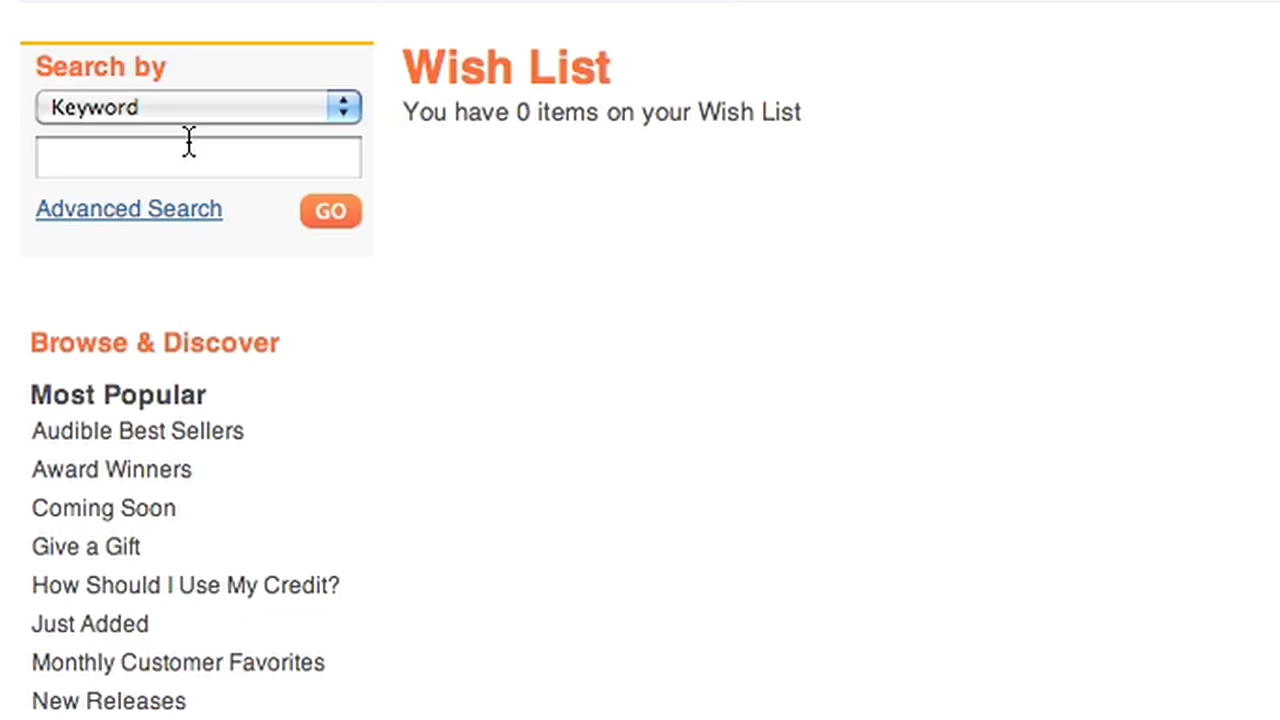 Search by
Keyword
Advanced Search
GO
Wish List
You have 0 items on your Wish List
Browse & Discover
Most Popular
Audible Best Sellers
Award Winners
Coming Soon
Give a Gift
How Should I Use My Credit?
Just Added
Monthly Customer Favorites
New Releases